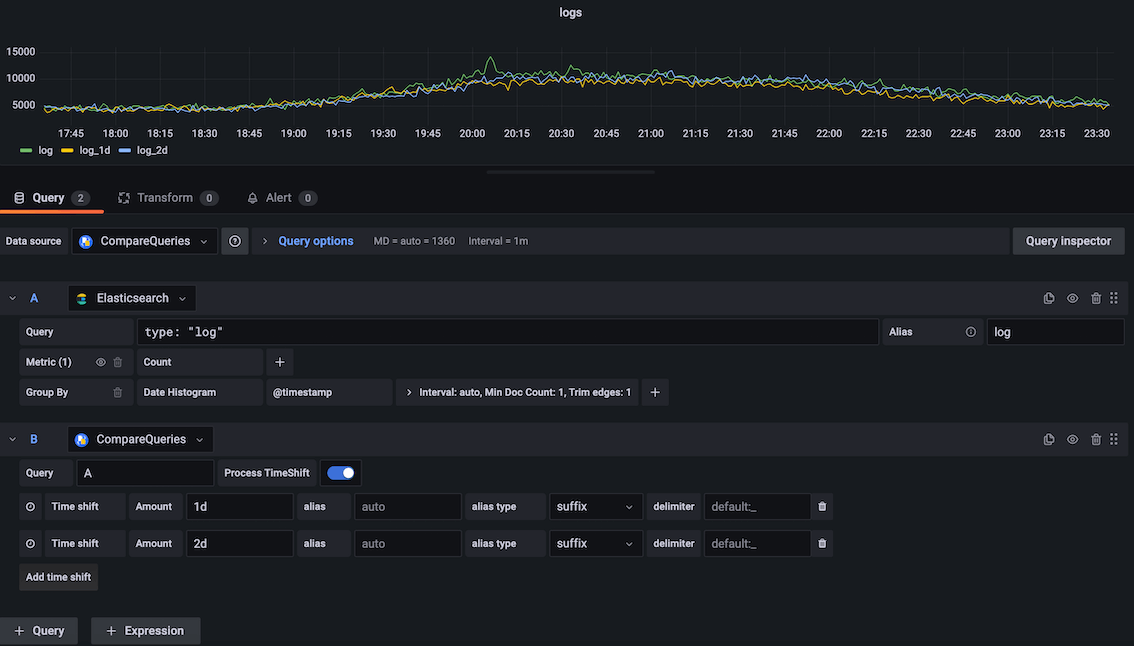 logs
15000
10000
5000
17:45 18:00 18:15 18:30 18:45 19:00 19:15 19:30 19:45 20:00 20:15 20:30 20:45 21:00 21:15 21:30 21:45 22:00 22:15 22:30 22:45 23:00 23:15 23:30
log log_1d log_2d
Query 2 Transform 0 Alert 0
Data source CompareQueries Query options MD = auto = 1360 Interval = 1m Query inspector
A Elasticsearch
Query type: "log" Alias log
Metric (1) Count +
Group By Date Histogram @timestamp > Interval: auto, Min Doc Count: 1, Trim edges: 1 +
B CompareQueries
Query A Process TimeShift
Time shift Amount 1d alias auto alias type suffix delimiter default:_
Time shift Amount 2d alias auto alias type suffix delimiter default:_
Add time shift
+ Query + Expression